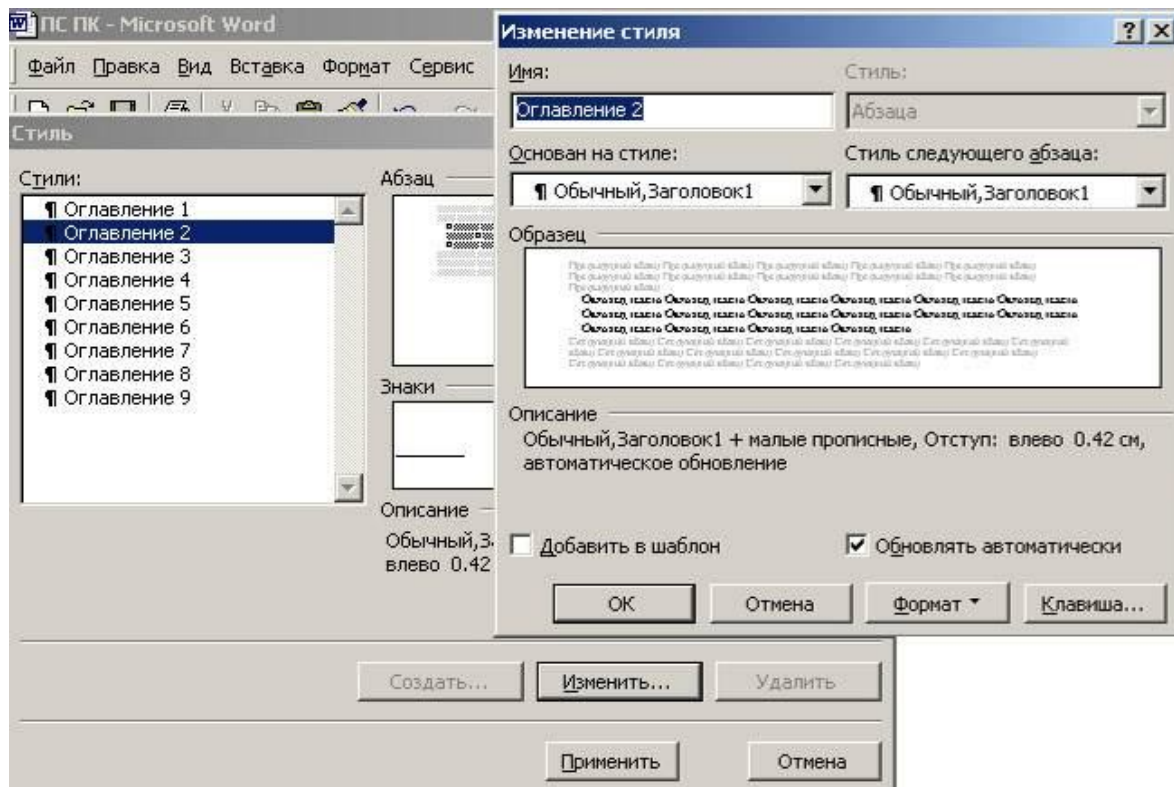 ПС ПК - Microsoft Word
Файл Правка Вид Вставка Формат Сервис
Стиль
Стили:
¶ Оглавление 1
¶ Оглавление 2
¶ Оглавление 3
¶ Оглавление 4
¶ Оглавление 5
¶ Оглавление 6
¶ Оглавление 7
¶ Оглавление 8
¶ Оглавление 9
Абзац
Знаки
Описание
Обычный,З
влево 0.42
Создать... Изменить... Удалить
Применить Отмена
Изменение стиля
Имя: Стиль:
Оглавление 2 Абзаца
Основан на стиле: Стиль следующего абзаца:
¶ Обычный,Заголовок1 ¶ Обычный,Заголовок1
Образец
Описание
Обычный,Заголовок1 + малые прописные, Отступ: влево 0.42 см,
автоматическое обновление
Добавить в шаблон Обновлять автоматически
ОК Отмена Формат Клавиша...